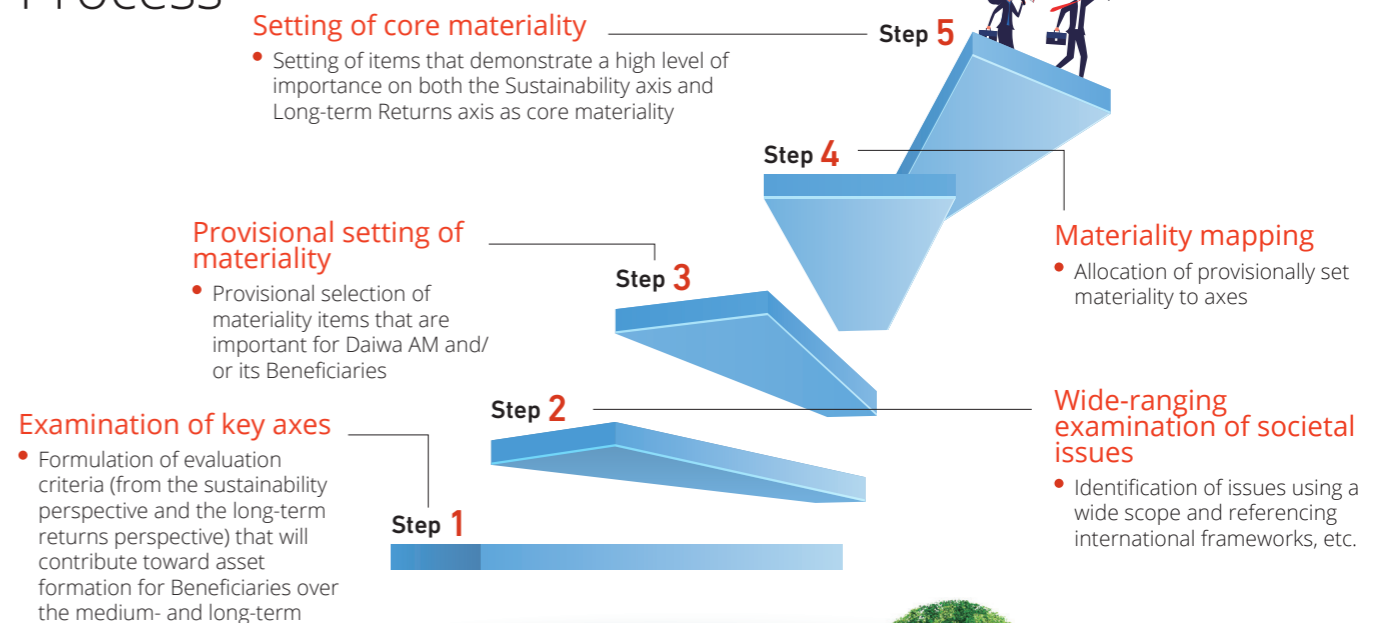 Process
Setting of core materiality
• Setting of items that demonstrate a high level of
importance on both the Sustainability axis and
Long-term Returns axis as core materiality
Step 5
Step 4
Materiality mapping
• Allocation of provisionally set
materiality to axes
Provisional setting of
materiality
• Provisional selection of
materiality items that are
important for Daiwa AM and/
or its Beneficiaries
Step 3
Step 2
Wide-ranging
examination of societal
issues
• Identification of issues using a
wide scope and referencing
international frameworks, etc.
Examination of key axes
• Formulation of evaluation
criteria (from the sustainability
perspective and the long-term
returns perspective) that will
contribute toward asset
formation for Beneficiaries over
the medium- and long-term
Step 1